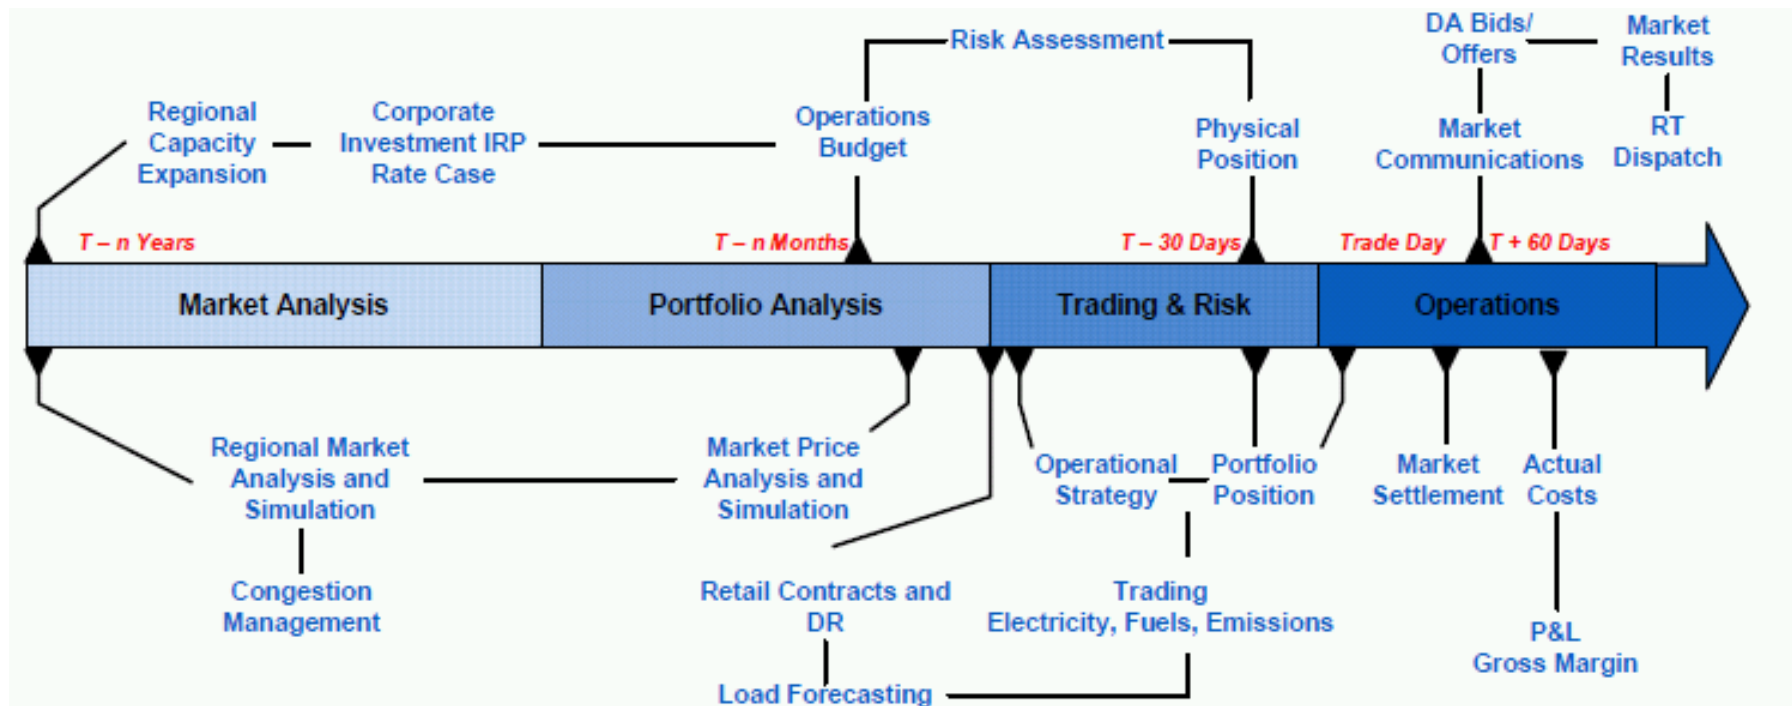 Risk Assessment
DA Bids/
Offers
Market
Results
Regional
Capacity
Expansion
Corporate
Investment IRP
Rate Case
Operations
Budget
Physical
Position
Market
Communications
RT
Dispatch
T – n Years
T – n Months
T – 30 Days
Trade Day
T + 60 Days
Market Analysis
Portfolio Analysis
Trading & Risk
Operations
Regional Market
Analysis and
Simulation
Market Price
Analysis and
Simulation
Operational
Strategy
Portfolio
Position
Market
Settlement
Actual
Costs
Congestion
Management
Retail Contracts and
DR
Trading
Electricity, Fuels, Emissions
P&L
Gross Margin
Load Forecasting